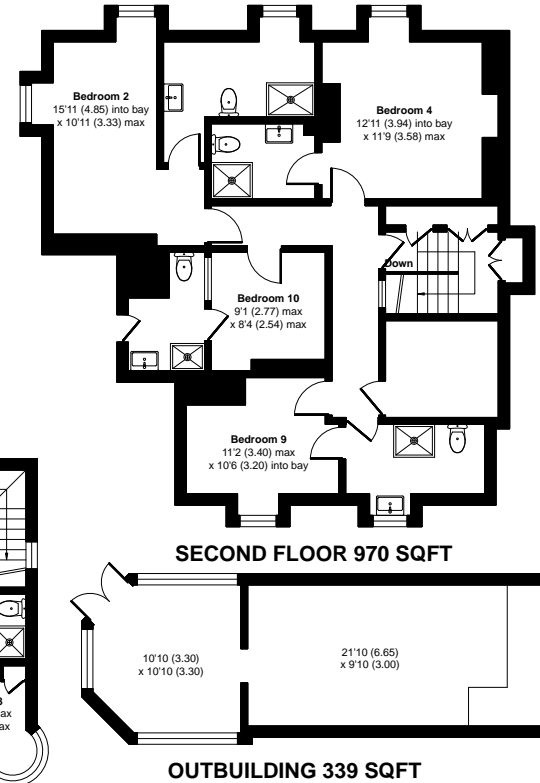 Bedroom 2
15'11 (4.85) into bay
x 10'11 (3.33) max
Bedroom 4
12'11 (3.94) into bay
x 11'9 (3.58) max
Down
Bedroom 10
9'1 (2.77) max
x 8'4 (2.54) max
Bedroom 9
11'2 (3.40) max
x 10'6 (3.20) into bay
SECOND FLOOR 970 SQFT
10'10 (3.30)
x 10'10 (3.30)
21'10 (6.65)
x 9'10 (3.00)
OUTBUILDING 339 SQFT